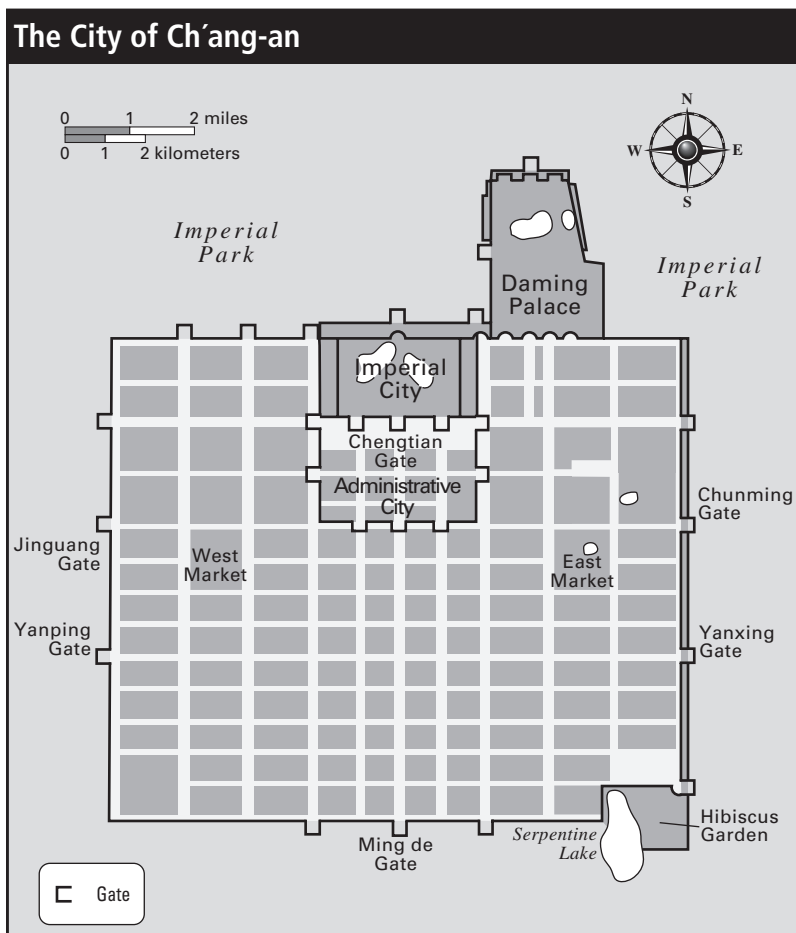 The City of Ch´ang-an
0 1 2 miles
0 1 2 kilometers
N
W E
S
Imperial
Park
Imperial
Park
Daming
Palace
Imperial
City
Chengtian
Gate
Administrative
City
Chunming
Gate
Jinguang
Gate
West
Market
East
Market
Yanping
Gate
Yanxing
Gate
Ming de
Gate
Serpentine
Lake
Hibiscus
Garden
Gate